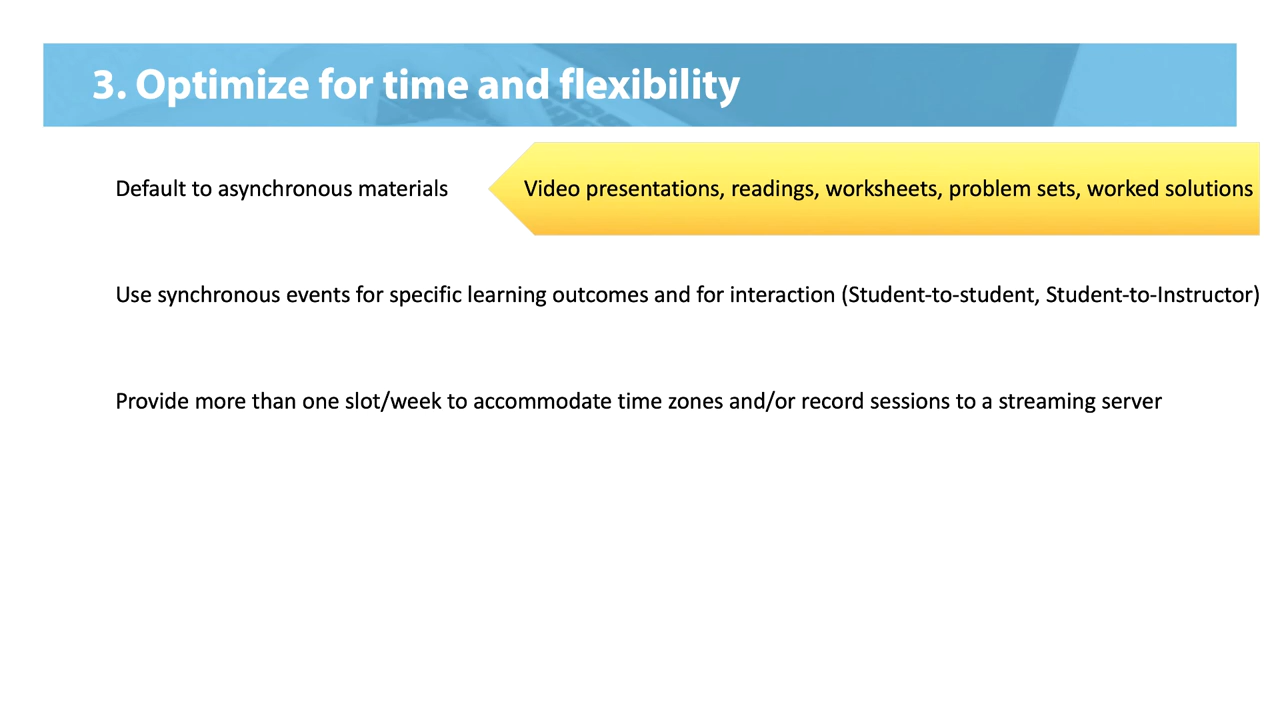 3. Optimize for time and flexibility
Default to asynchronous materials
Video presentations, readings, worksheets, problem sets, worked solutions
Use synchronous events for specific learning outcomes and for interaction (Student-to-student, Student-to-Instructor)
Provide more than one slot/week to accommodate time zones and/or record sessions to a streaming server